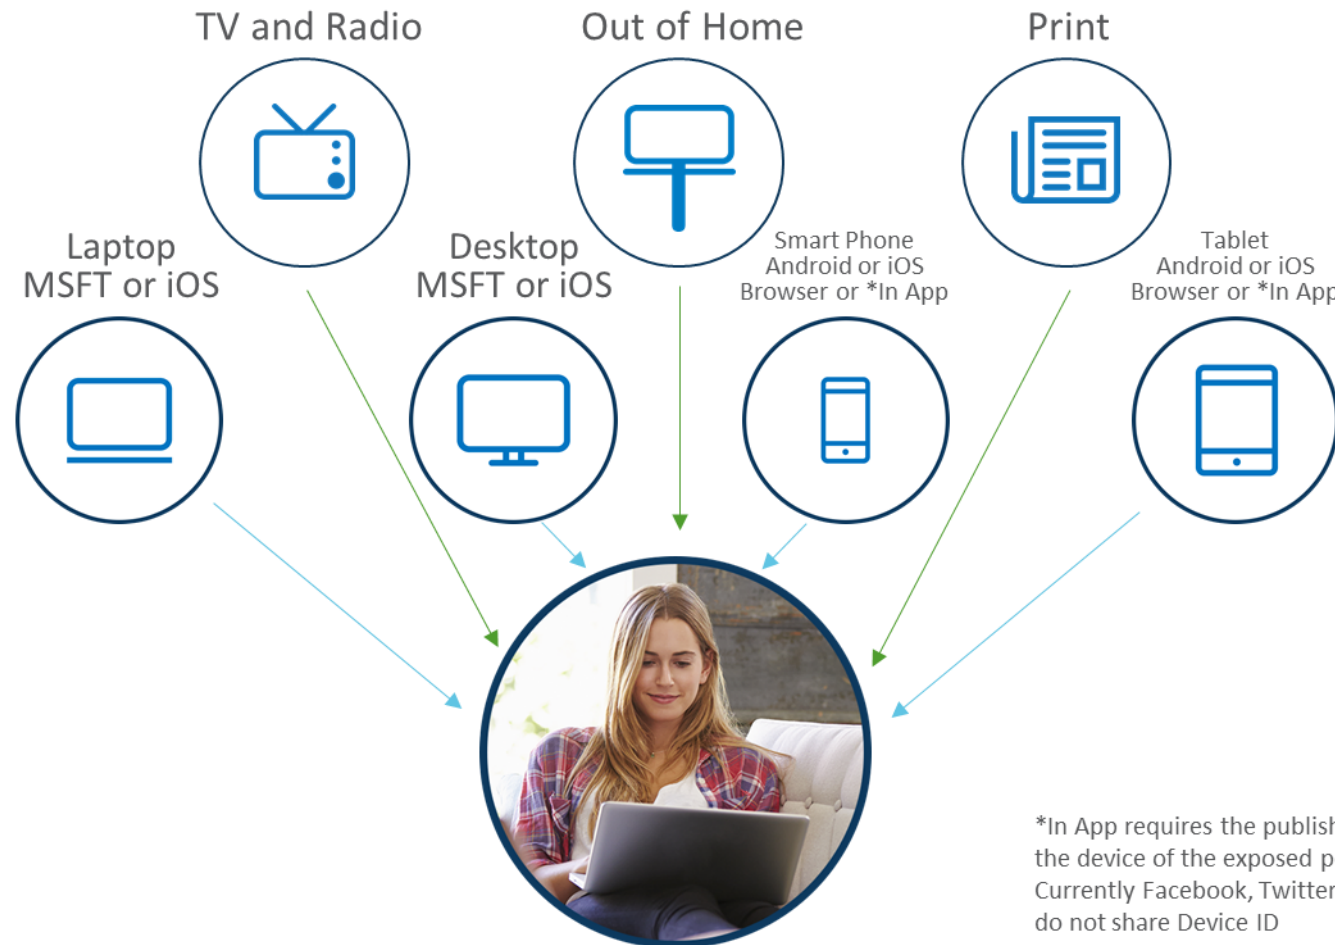 TV and Radio
Out of Home
Print
Laptop
MSFT or iOS
Desktop
MSFT or iOS
Smart Phone
Android or iOS
Browser or *In App
Tablet
Android or iOS
Browser or *In App
*In App requires the
the device of the exposed
Currently Facebook, Twitter
do not share Device ID